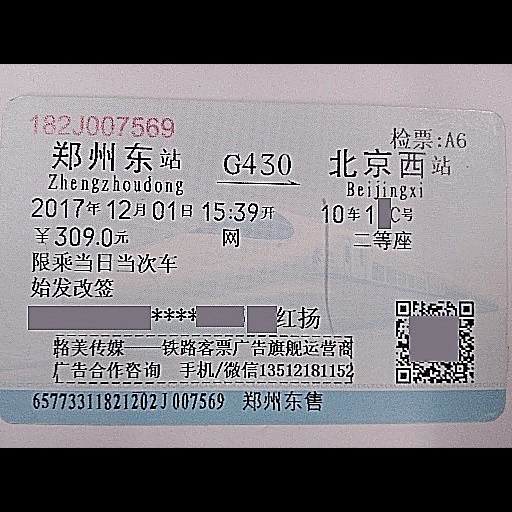 182J007569
检票:A6
郑州东站 G430 北京西站
Zhengzhoudong Beijingxi
2017年12月01日15:39开 10车1 C号
￥309.0元 网 二等座
限乘当日当次车
始发改签
**** 红扬
路美传媒——铁路客票广告旗舰运营商
广告合作咨询 手机/微信13512181152
65773311821202J007569 郑州东售